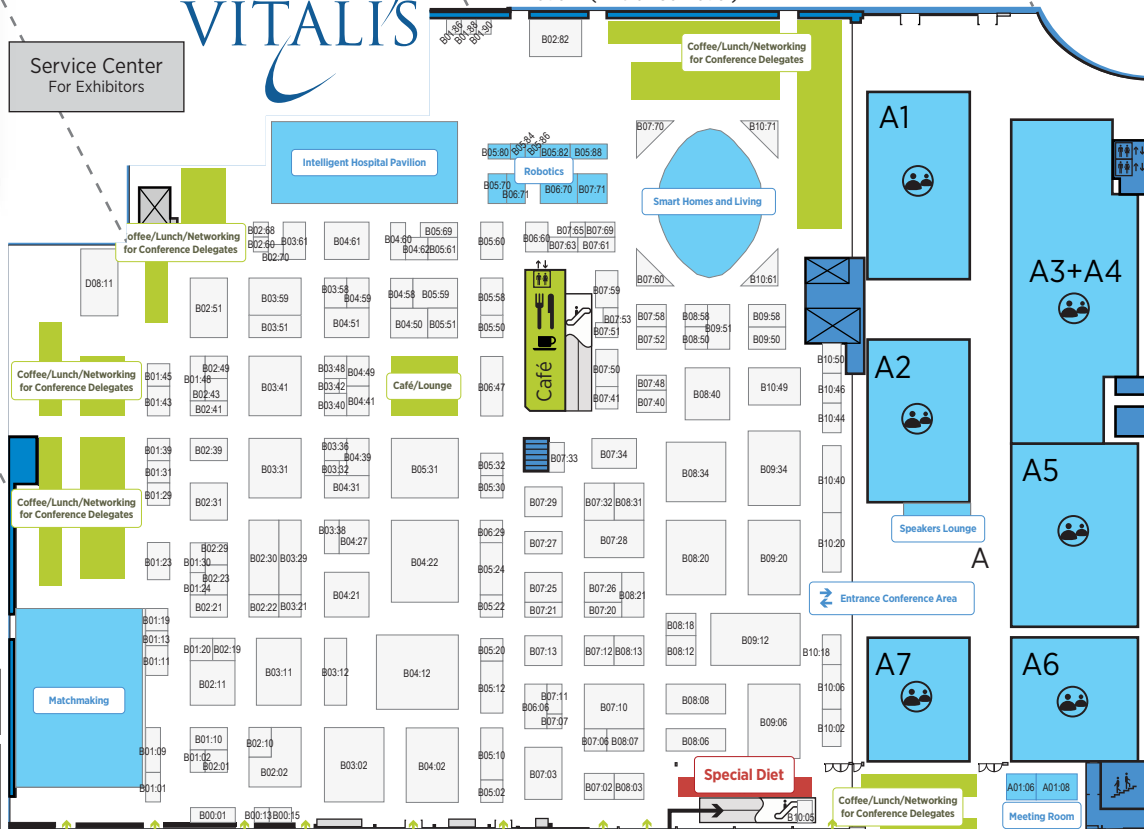 VITALIS
Service Center
For Exhibitors
B01:86
B01:88
B01:90
B02:82
Coffee/Lunch/Networking
for Conference Delegates
A1
B07:70
B10:71
B05:80
B05:84
B05:86
B05:82
B05:88
Intelligent Hospital Pavilion
Robotics
B05:70
B06:71
B06:70
B07:71
Smart Homes and Living
offee/Lunch/Networking
for Conference Delegates
B02:68
B02:60
B02:70
B03:61
B04:61
B04:60
B05:69
B04:62
B05:61
B05:60
B06:60
B07:65
B07:69
B07:63
B07:61
B07:60
B10:61
A3+A4
D08:11
B02:51
B03:59
B03:51
B03:58
B04:59
B04:51
B04:58
B05:59
B04:50
B05:51
B05:58
B05:50
Café
B07:59
B07:53
B07:51
B07:50
B07:41
B07:58
B07:52
B08:58
B08:50
B09:51
B09:58
B09:50
B10:50
B10:46
B10:44
A2
Coffee/Lunch/Networking
for Conference Delegates
B01:45
B01:43
B01:48
B02:49
B02:43
B02:41
B03:41
B03:48
B03:42
B03:40
B04:49
B04:41
Café/Lounge
B06:47
B07:48
B07:40
B08:40
B10:49
B01:39
B01:31
B01:29
B02:39
B02:31
B03:31
B03:36
B03:32
B04:39
B04:31
B05:31
B05:32
B05:30
B07:33
B07:34
B08:34
B09:34
B10:40
A5
Coffee/Lunch/Networking
for Conference Delegates
B07:29
B07:32
B08:31
B07:28
B07:27
Speakers Lounge
A
B01:23
B02:29
B01:30
B02:23
B01:24
B02:21
B02:30
B03:29
B02:22
B03:21
B03:38
B04:27
B04:21
B04:22
B06:29
B05:24
B05:22
B07:25
B07:21
B07:26
B07:20
B08:21
B08:20
B09:20
B10:20
Entrance Conference Area
B01:19
B01:13
B01:11
B01:20
B02:19
B02:11
B03:11
B03:12
B04:12
B05:20
B05:12
B07:13
B07:12
B08:13
B08:18
B08:12
B09:12
B10:18
A7
A6
Matchmaking
B06:06
B07:11
B07:07
B07:10
B07:06
B08:07
B08:08
B08:06
B09:06
B10:06
B10:02
B01:09
B01:01
B01:10
B01:02
B02:01
B02:10
B02:02
B03:02
B04:02
B05:10
B05:02
B07:03
B07:02
B08:03
Special Diet
B10:05
Coffee/Lunch/Networking
for Conference Delegates
A01:06
A01:08
Meeting Room
B00:01
B00:13
B00:15